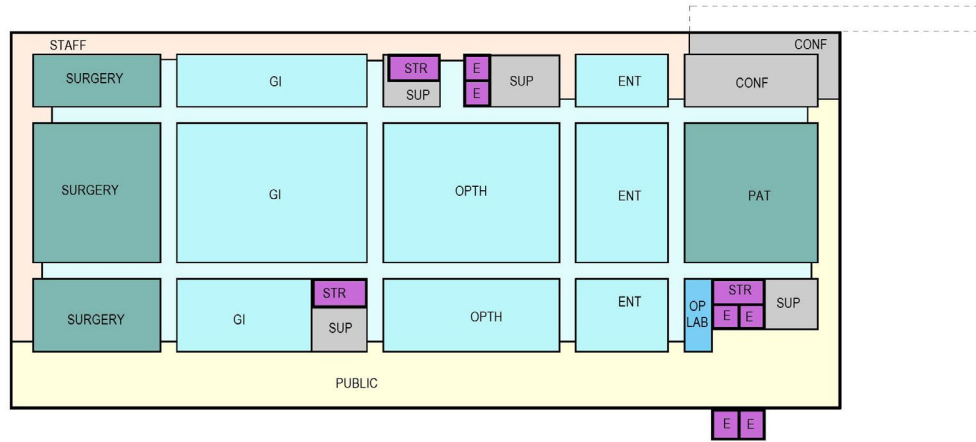 STAFF
CONF
SURGERY
GI
STR
SUP
E
E
SUP
ENT
CONF
SURGERY
GI
OPTH
ENT
PAT
SURGERY
GI
STR
SUP
OPTH
ENT
OP
LAB
STR
E E
SUP
PUBLIC
E E